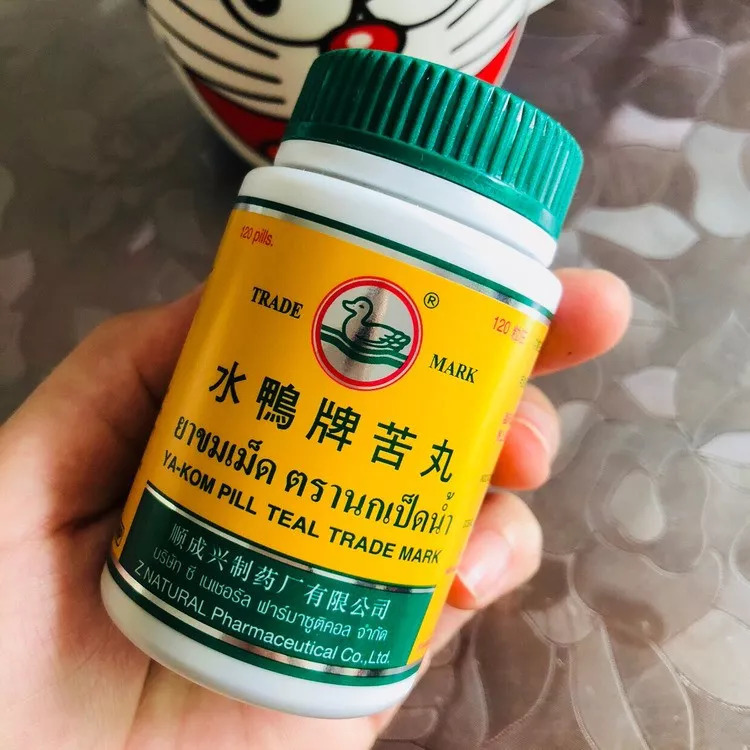 120 pills.
TRADE
®
MARK
120
水鴨牌苦丸
ยาขมเม็ด ตรานกเป็ดน้ำ
YA-KOM PILL TEAL TRADE MARK
順成兴制药厂有限公司
บริษัท ซี เนเชอรัล ฟาร์มาซูติคอล จำกัด
Z NATURAL Pharmaceutical Co.,Ltd.